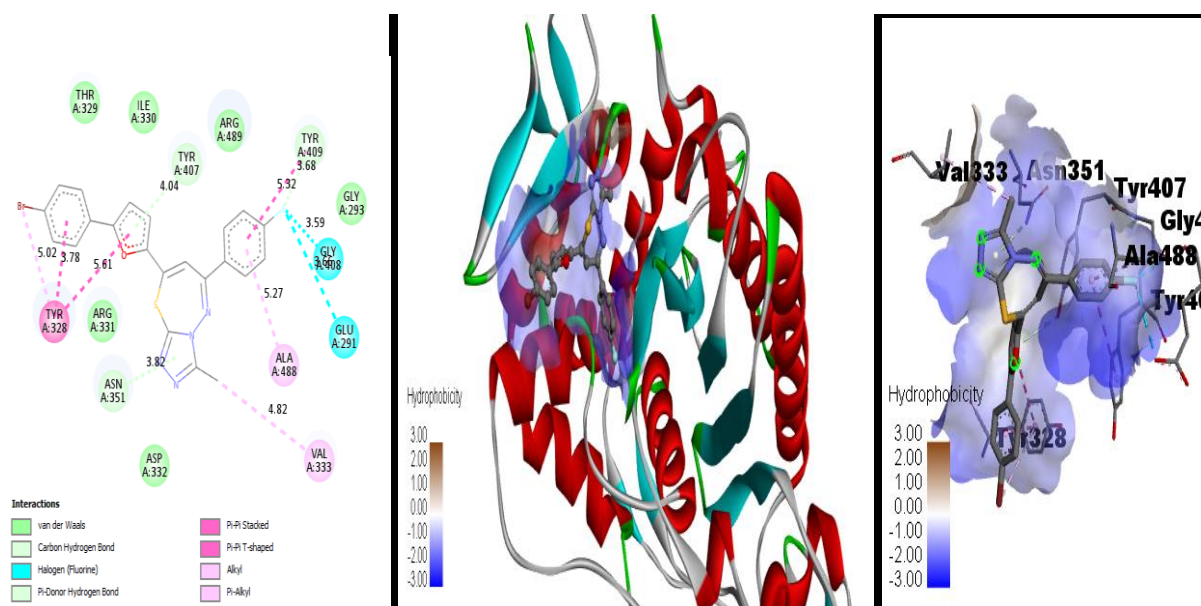 THR
A:329
ILE
A:330
ARG
A:489
TYR
A:409
TYR
A:407
3.68
4.04
5.32
GLY
A:293
3.59
GLY
A:408
Br
5.02
3.78
5.61
O
5.27
S
N
N
N
N
TYR
A:328
ARG
A:331
GLU
A:291
ALA
A:488
3.82
ASN
A:351
4.82
ASP
A:332
VAL
A:333
Interactions
van der Waals
Carbon Hydrogen Bond
Halogen (Fluorine)
Pi-Donor Hydrogen Bond
Pi-Pi Stacked
Pi-Pi T-shaped
Alkyl
Pi-Alkyl
Hydrophobicity
3.00
2.00
1.00
0.00
-1.00
-2.00
-3.00
Val333
Asn351
Tyr407
Ala488
Hydrophobicity
3.00
2.00
1.00
0.00
-1.00
-2.00
-3.00